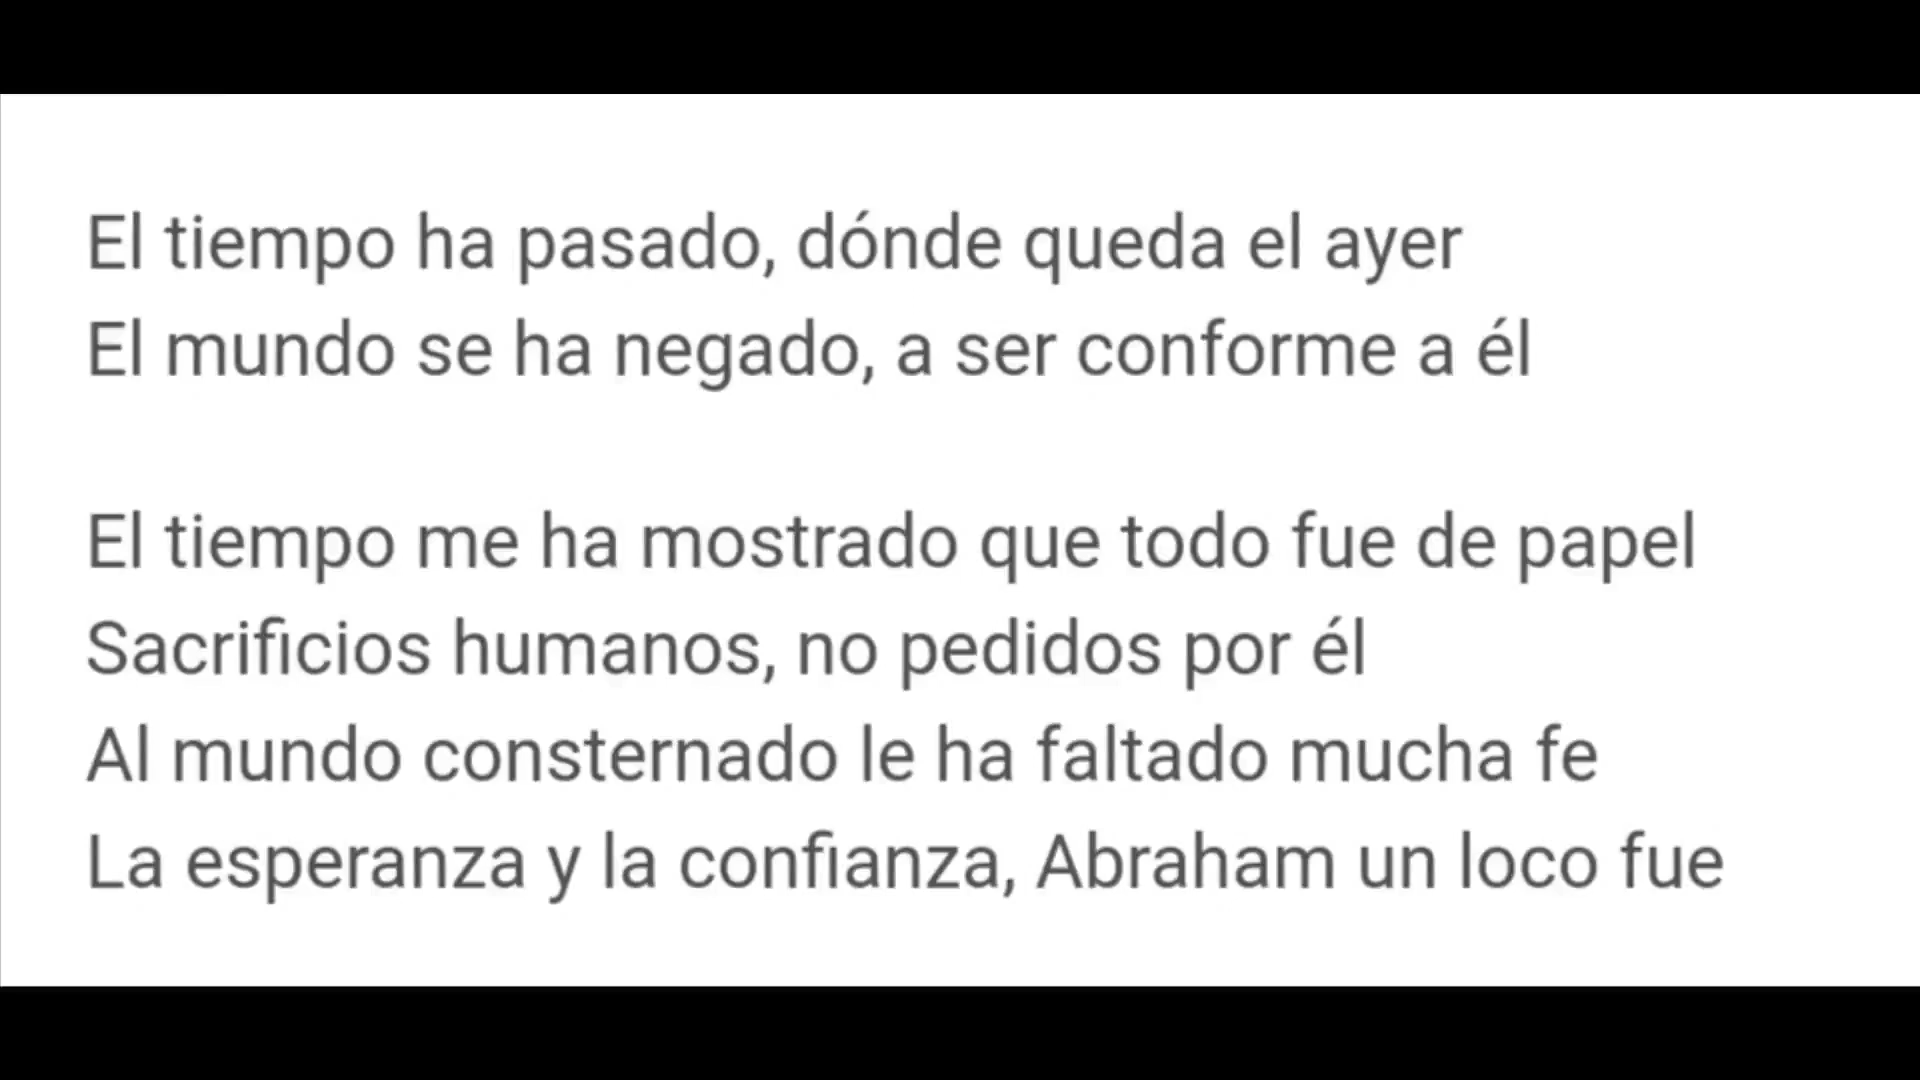 El tiempo ha pasado, dónde queda el ayer
El mundo se ha negado, a ser conforme a él
El tiempo me ha mostrado que todo fue de papel
Sacrificios humanos, no pedidos por él
Al mundo consternado le ha faltado mucha fe
La esperanza y la confianza, Abraham un loco fue